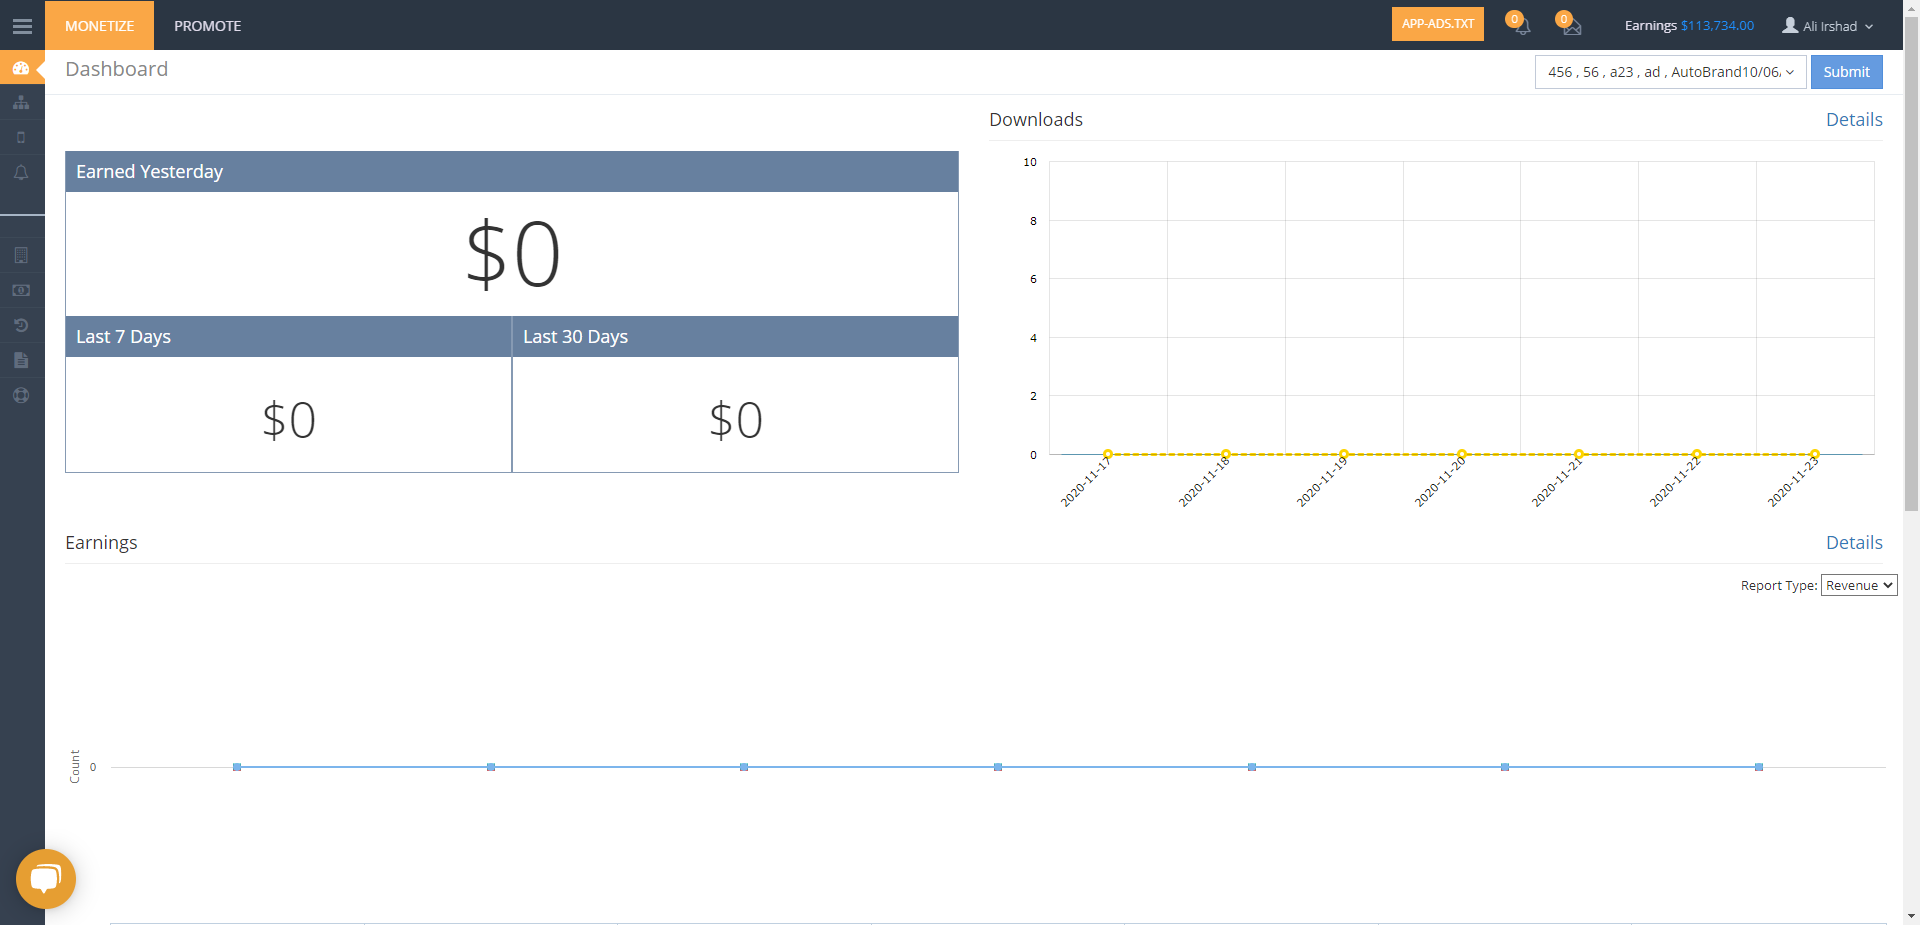 MONETIZE
PROMOTE
APP-ADS.TXT
0
0
Earnings $113,734.00
Ali Irshad
Dashboard
456 , 56 , a23 , ad , AutoBrand10/06/
Submit
Earned Yesterday
$0
Last 7 Days
Last 30 Days
$0
$0
Downloads
Details
10
8
6
4
2
0
2020-11-17
2020-11-18
2020-11-19
2020-11-20
2020-11-21
2020-11-22
2020-11-23
Earnings
Details
Report Type: Revenue
Count
0